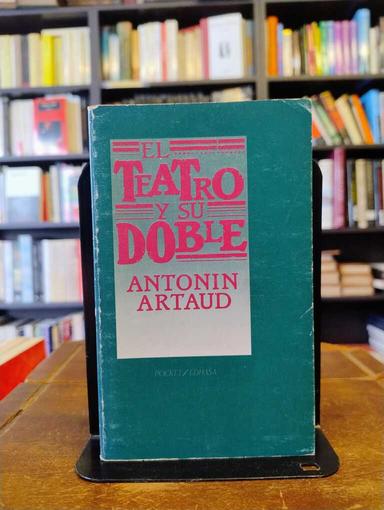 EL
TEATRO
Y SU
DOBLE
ANTONIN
ARTAUD
POCKET/EDHASA